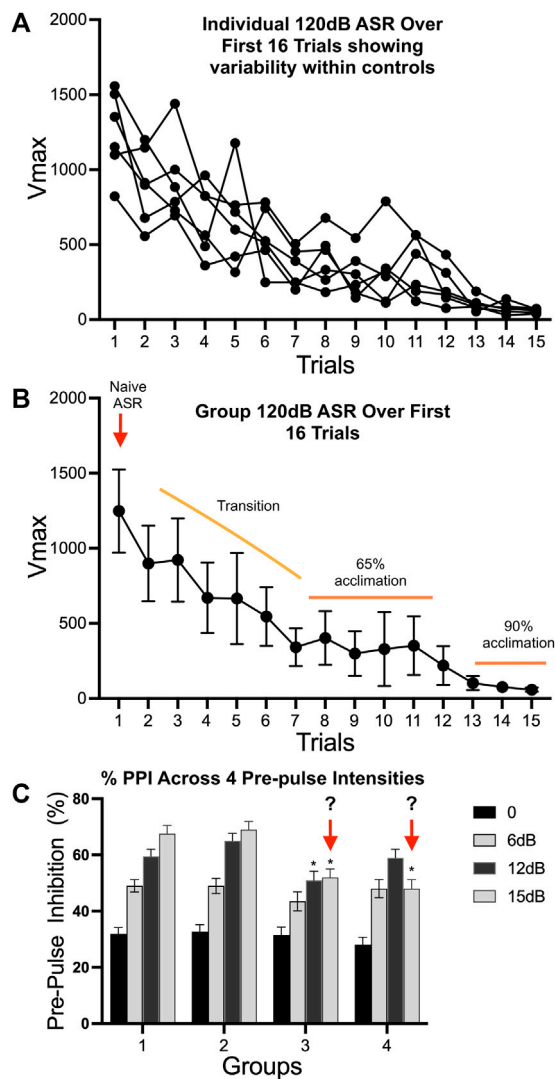 A
Individual 120dB ASR Over
First 16 Trials showing
variability within controls
2000
1500
1000
500
0
Vmax
1 2 3 4 5 6 7 8 9 10 11 12 13 14 15
Trials
B
Naive
ASR
Group 120dB ASR Over First
16 Trials
2000
1500
1000
500
0
Vmax
Transition
65%
acclimation
90%
acclimation
1 2 3 4 5 6 7 8 9 10 11 12 13 14 15
Trials
C
% PPI Across 4 Pre-pulse Intensities
80
60
40
20
0
Pre-Pulse Inhibition (%)
? ?
* * *
0
6dB
12dB
15dB
1 2 3 4
Groups